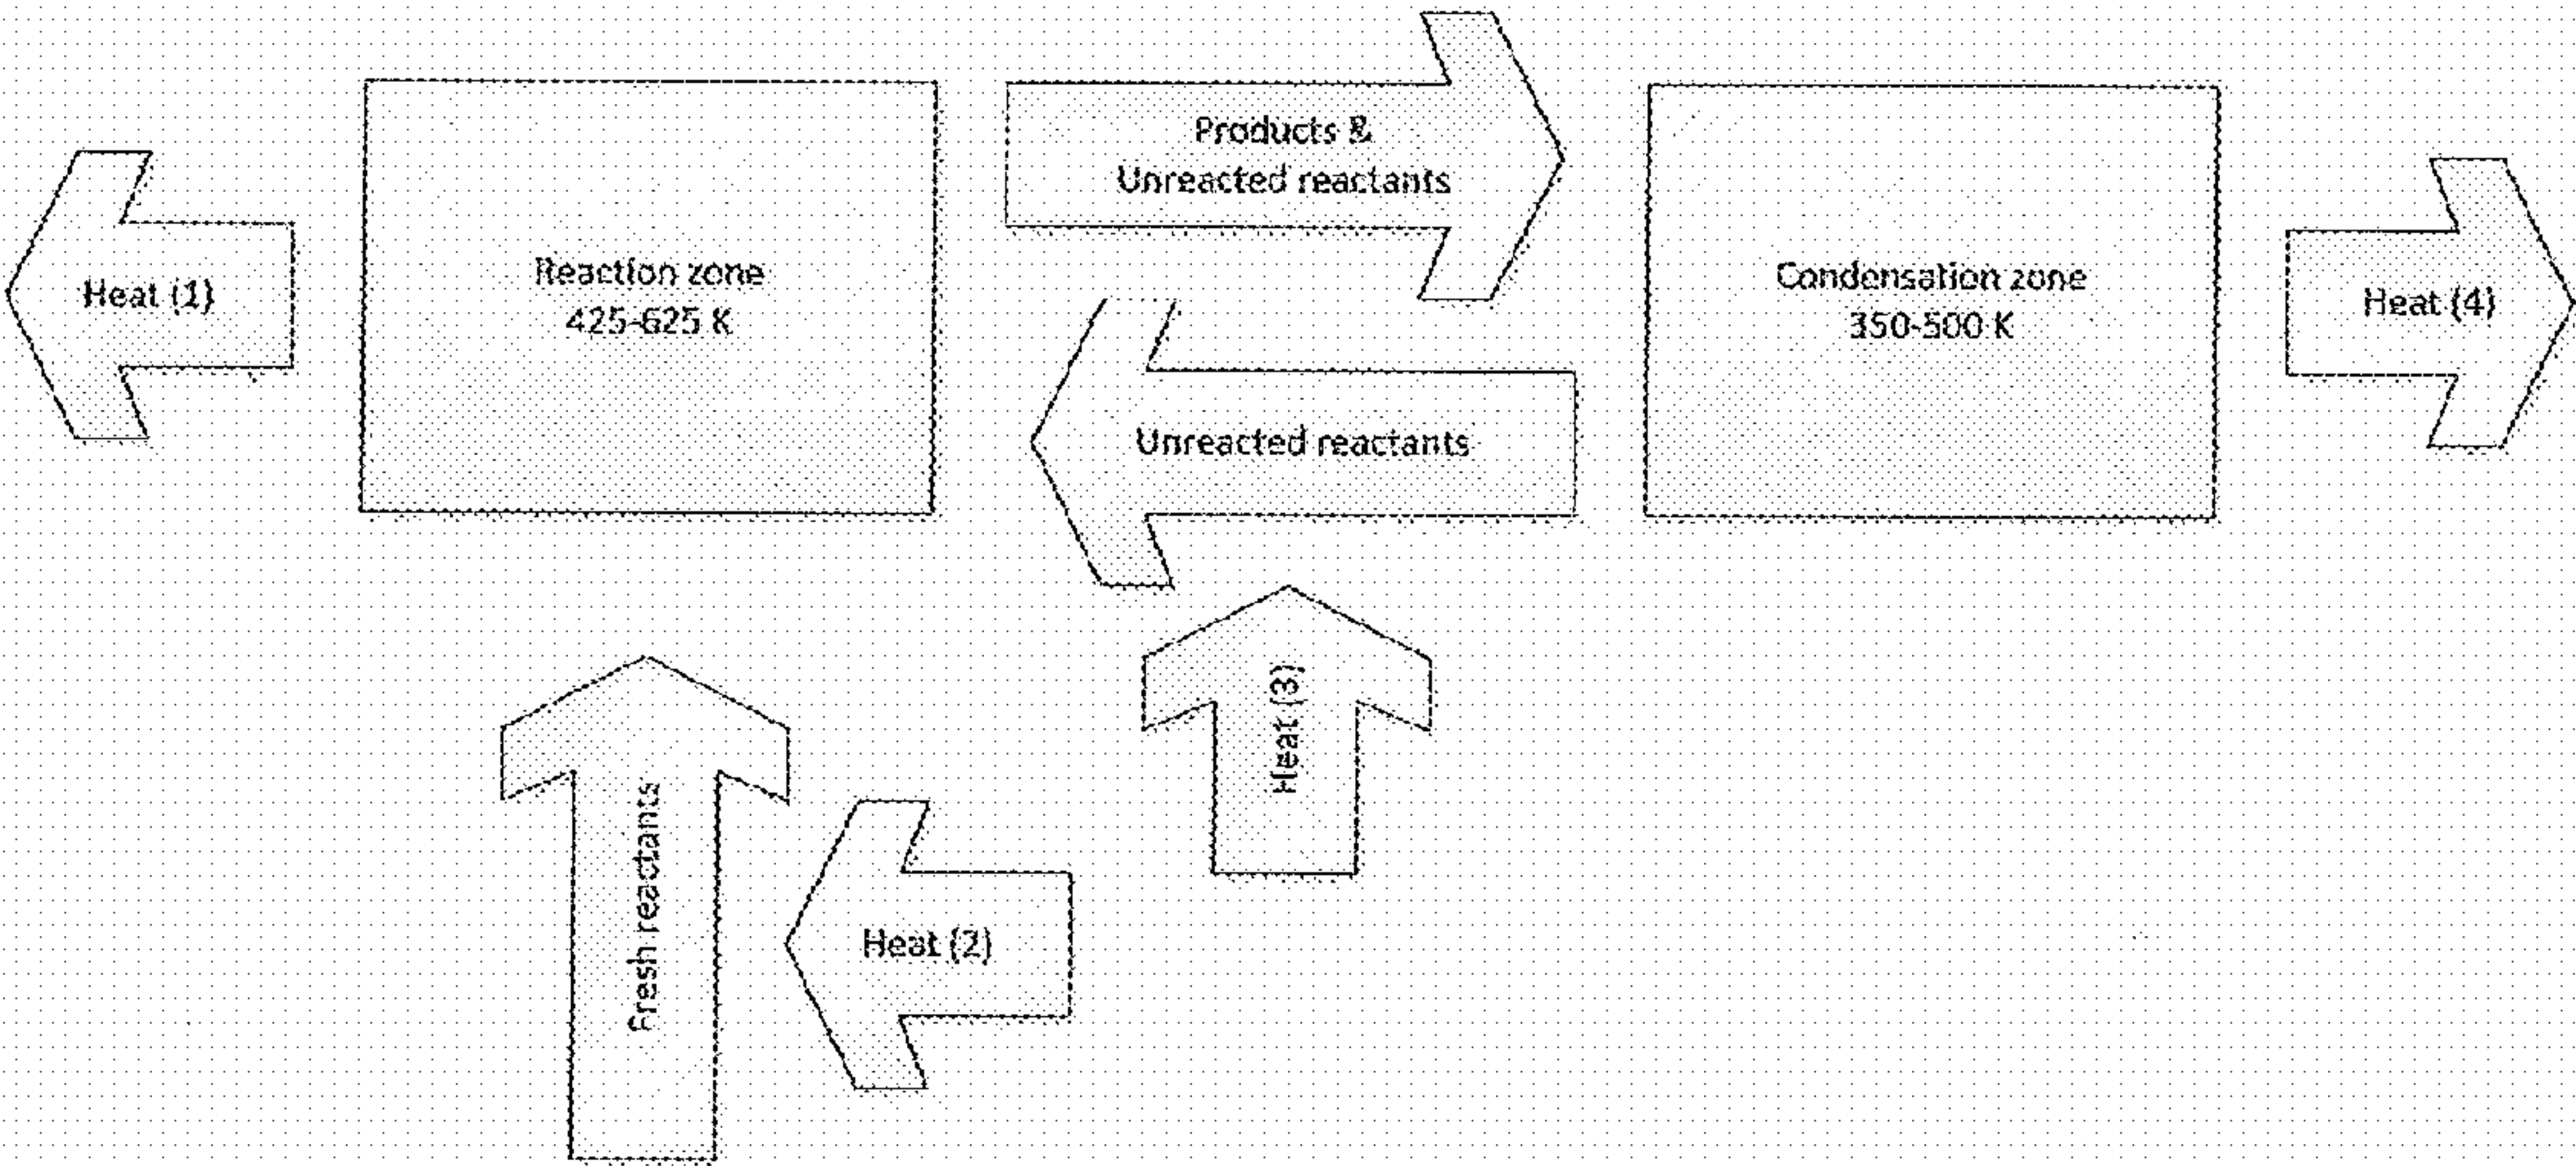 Products &
Unreacted reactants
Heat (1)
Reaction zone
425-625 K
Condensation zone
350-500 K
Heat (4)
Unreacted reactants
Heat (3)
Fresh reactants
Heat (2)